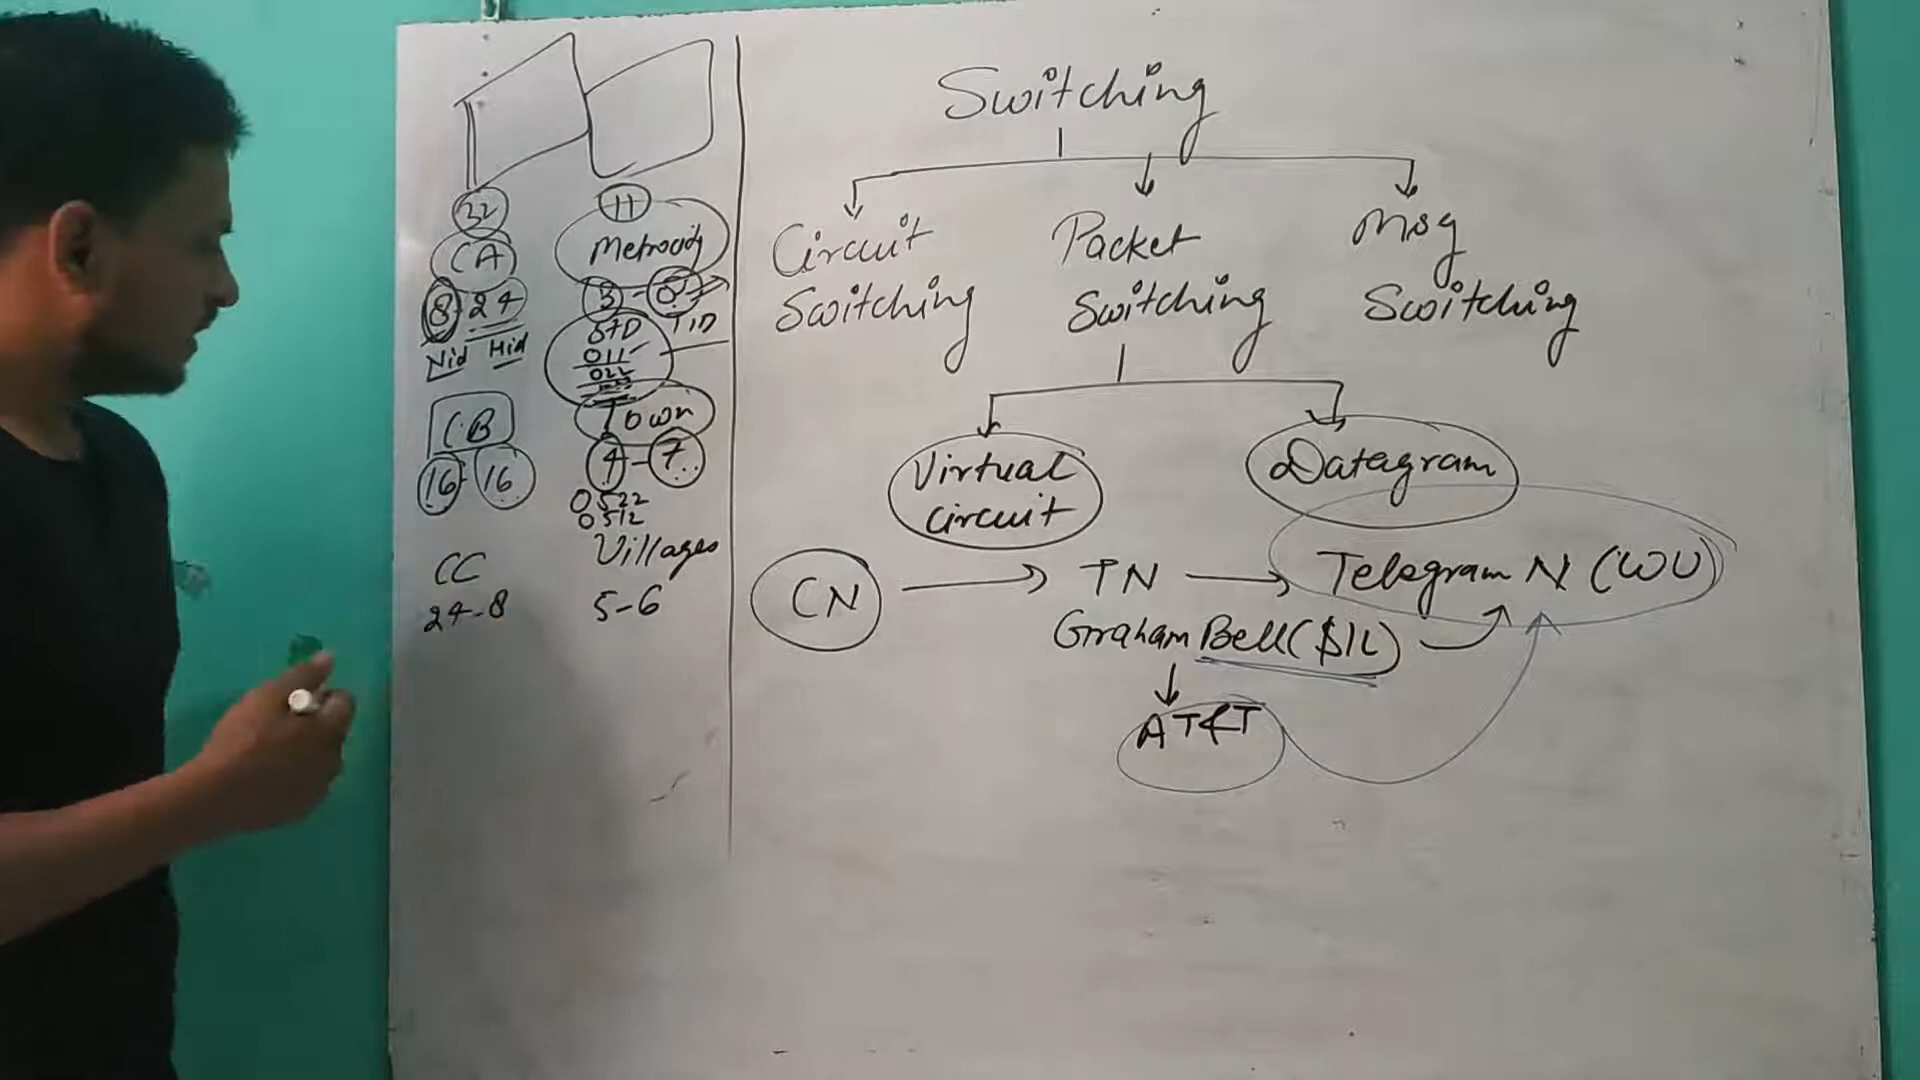 Switching
Circuit
Switching
Packet
Switching
Msg
Switching
Virtual
circuit
Datagram
CN → TN → Telegram N (WU)
Graham Bell ($1L)
AT&T
32
CA
8-24
Nid Hid
CB
16-16
CC
24-8
11
Metrocity
3-8
STD TID
011
022
Town
4-7
0522
0512
Villages
5-6